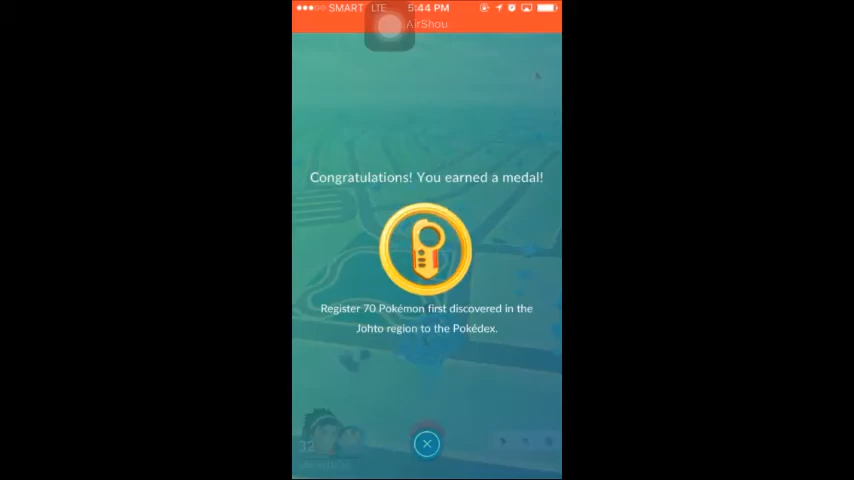 SMART LTE 5:44 PM
AirShou
Congratulations! You earned a medal!
Register 70 Pokémon first discovered in the
Johto region to the Pokédex.
32